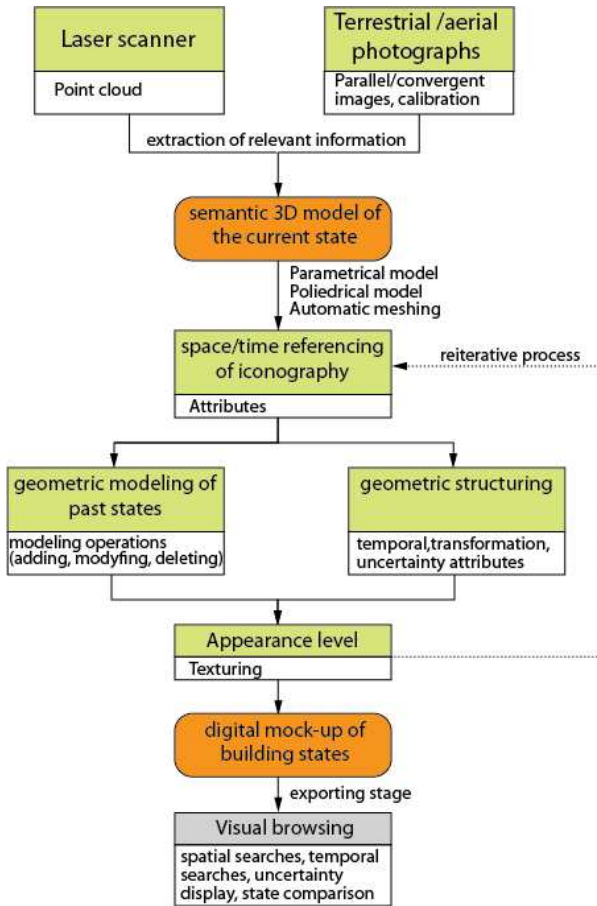 Laser scanner
Point cloud
Terrestrial /aerial
photographs
Parallel/convergent
images, calibration
extraction of relevant information
semantic 3D model of
the current state
Parametrical model
Poliedrical model
Automatic meshing
space/time referencing
of iconography
Attributes
reiterative process
geometric modeling of
past states
modeling operations
(adding, modyfing, deleting)
geometric structuring
temporal,transformation,
uncertainty attributes
Appearance level
Texturing
digital mock-up of
building states
exporting stage
Visual browsing
spatial searches, temporal
searches, uncertainty
display, state comparison